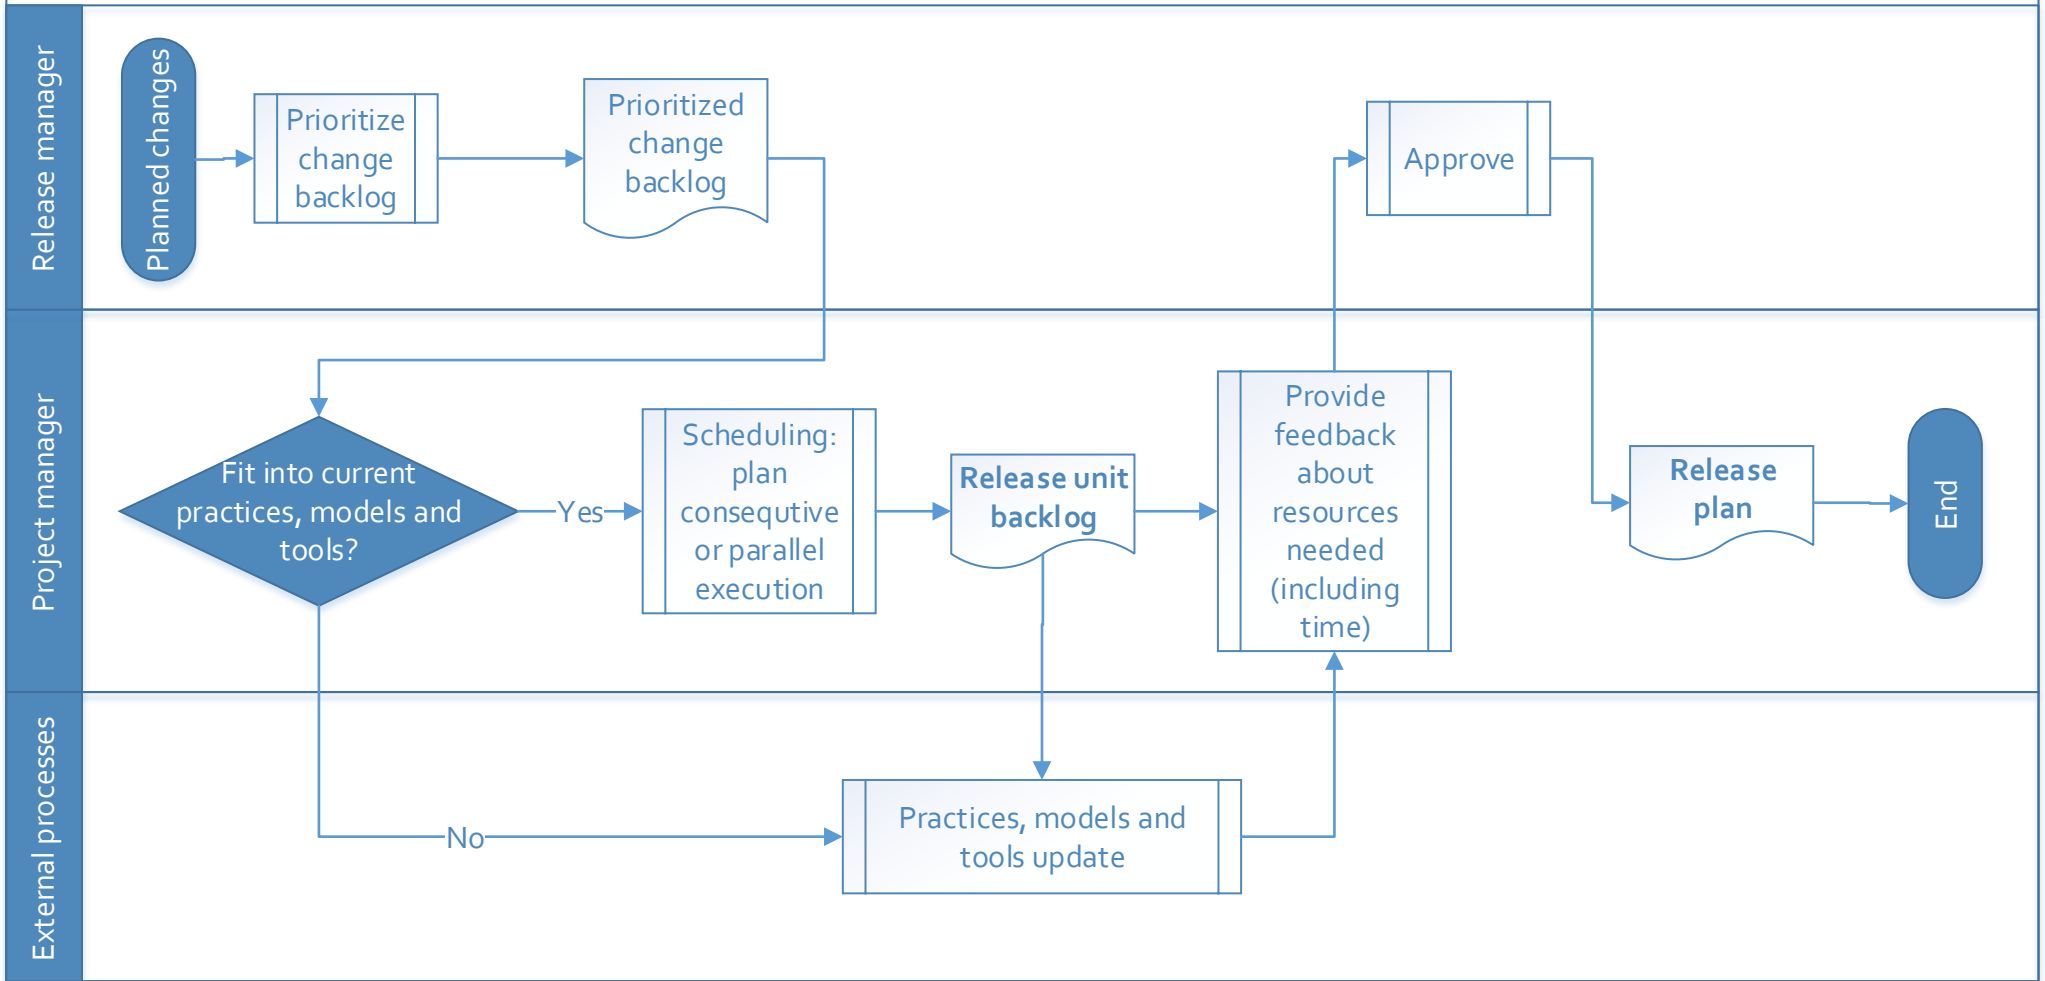 Release manager
Planned changes
Prioritize
change
backlog
Prioritized
change
backlog
Approve
Project manager
Fit into current
practices, models and
tools?
Yes
Scheduling:
plan
consequtive
or parallel
execution
Release unit
backlog
Provide
feedback
about
resources
needed
(including
time)
Release
plan
End
External processes
No
Practices, models and
tools update